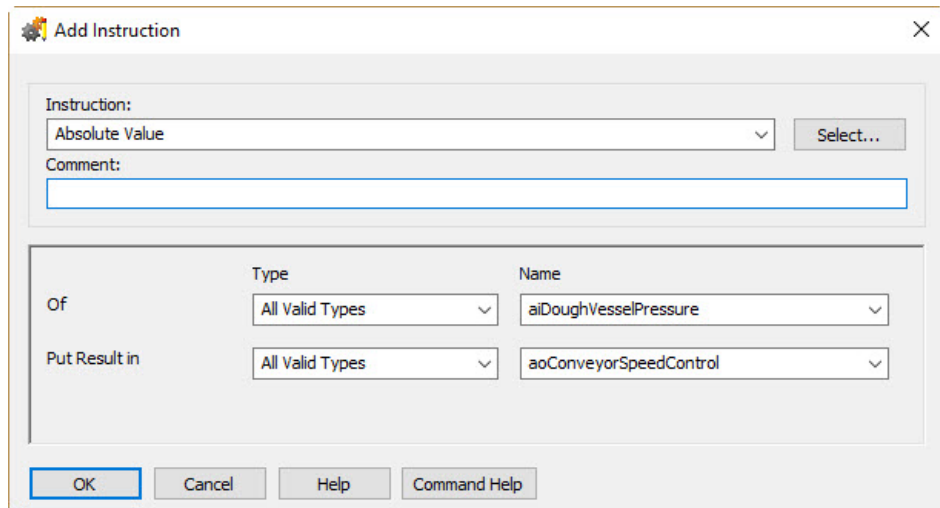 Add Instruction
Instruction:
Absolute Value
Select...
Comment:
Type Name
Of All Valid Types aiDoughVesselPressure
Put Result in All Valid Types aoConveyorSpeedControl
OK Cancel Help Command Help